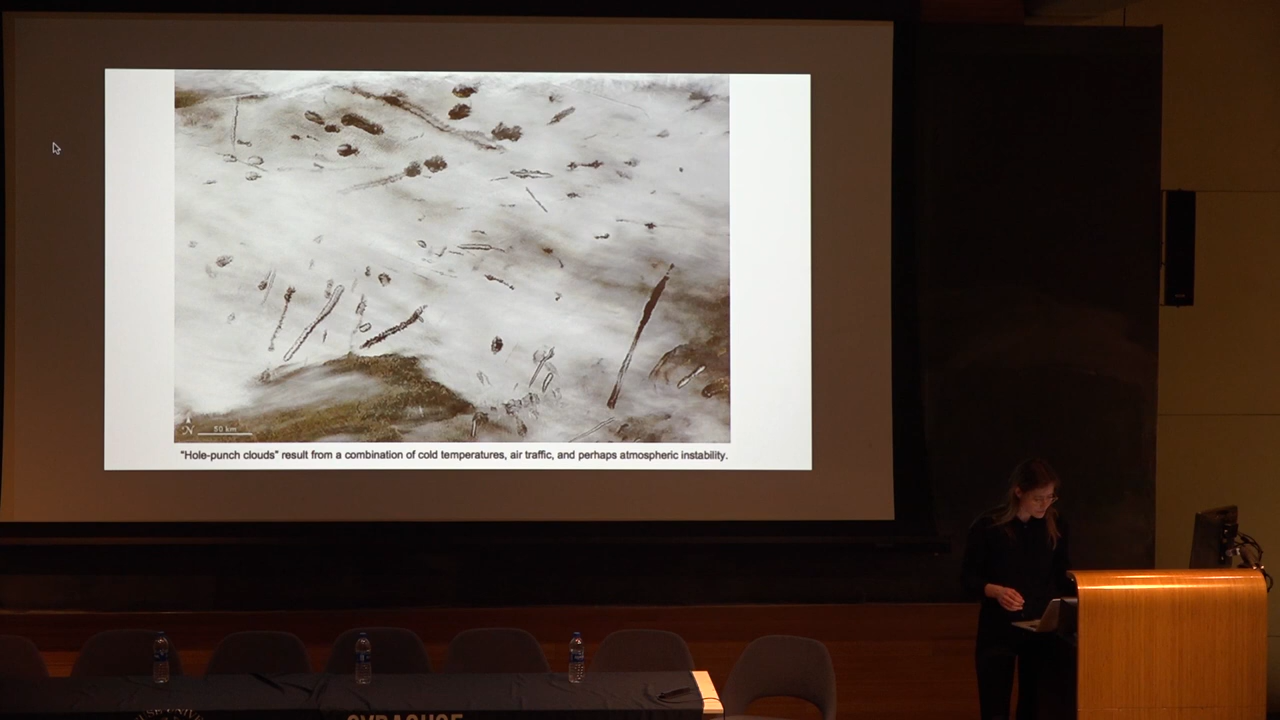 N
50 km
"Hole-punch clouds" result from a combination of cold temperatures, air traffic, and perhaps atmospheric instability.
SYRACUSE